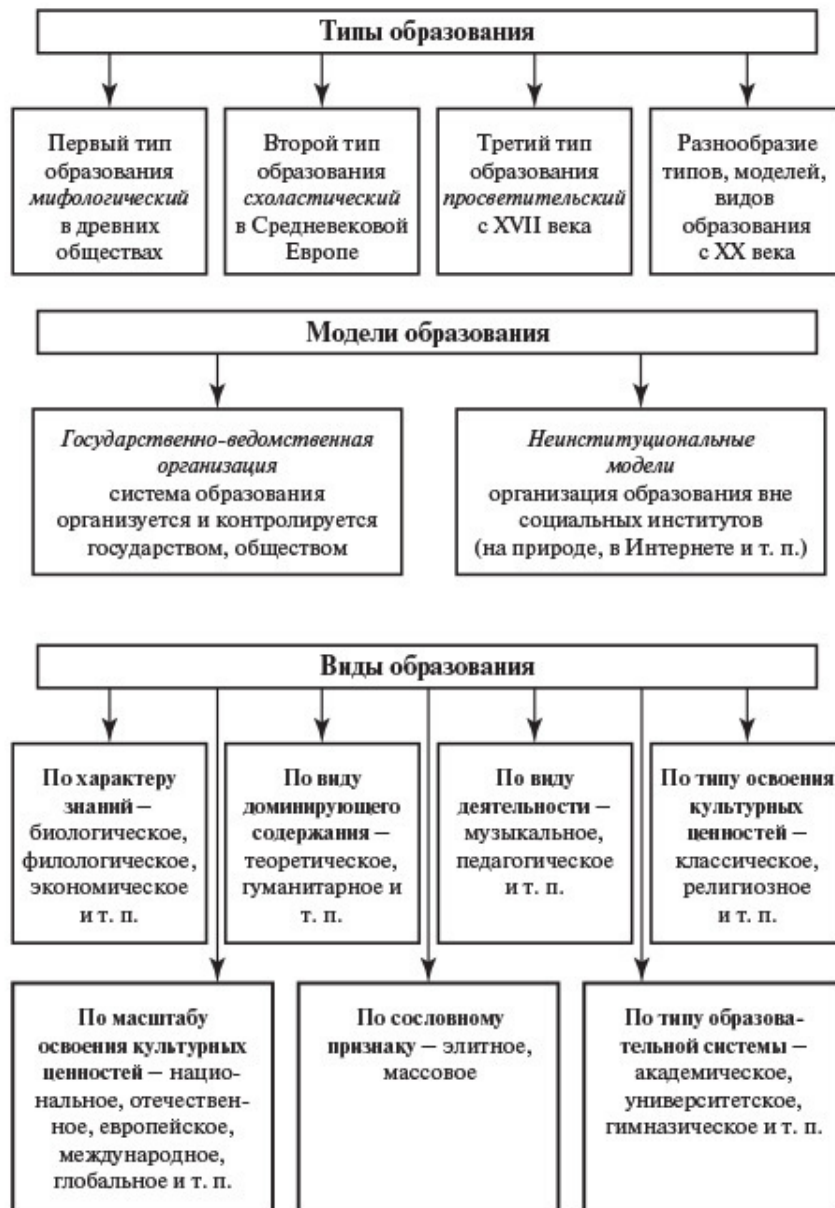 Типы образования
Первый тип
образования
мифологический
в древних
обществах
Второй тип
образования
схоластический
в Средневековой
Европе
Третий тип
образования
просветительский
с XVII века
Разнообразие
типов, моделей,
видов
образования
с XX века
Модели образования
Государственно-ведомственная
организация
система образования
организуется и контролируется
государством, обществом
Неинституциональные
модели
организация образования вне
социальных институтов
(на природе, в Интернете и т. п.)
Виды образования
По характеру
знаний –
биологическое,
филологическое,
экономическое
и т. п.
По виду
доминирующего
содержания –
теоретическое,
гуманитарное и
т. п.
По виду
деятельности –
музыкальное,
педагогическое
и т. п.
По типу освоения
культурных
ценностей –
классическое,
религиозное
и т. п.
По масштабу
освоения культурных
ценностей – нацио-
нальное, отечествен-
ное, европейское,
международное,
глобальное и т. п.
По сословному
признаку – элитное,
массовое
По типу образова-
тельной системы –
академическое,
университетское,
гимназическое и т. п.